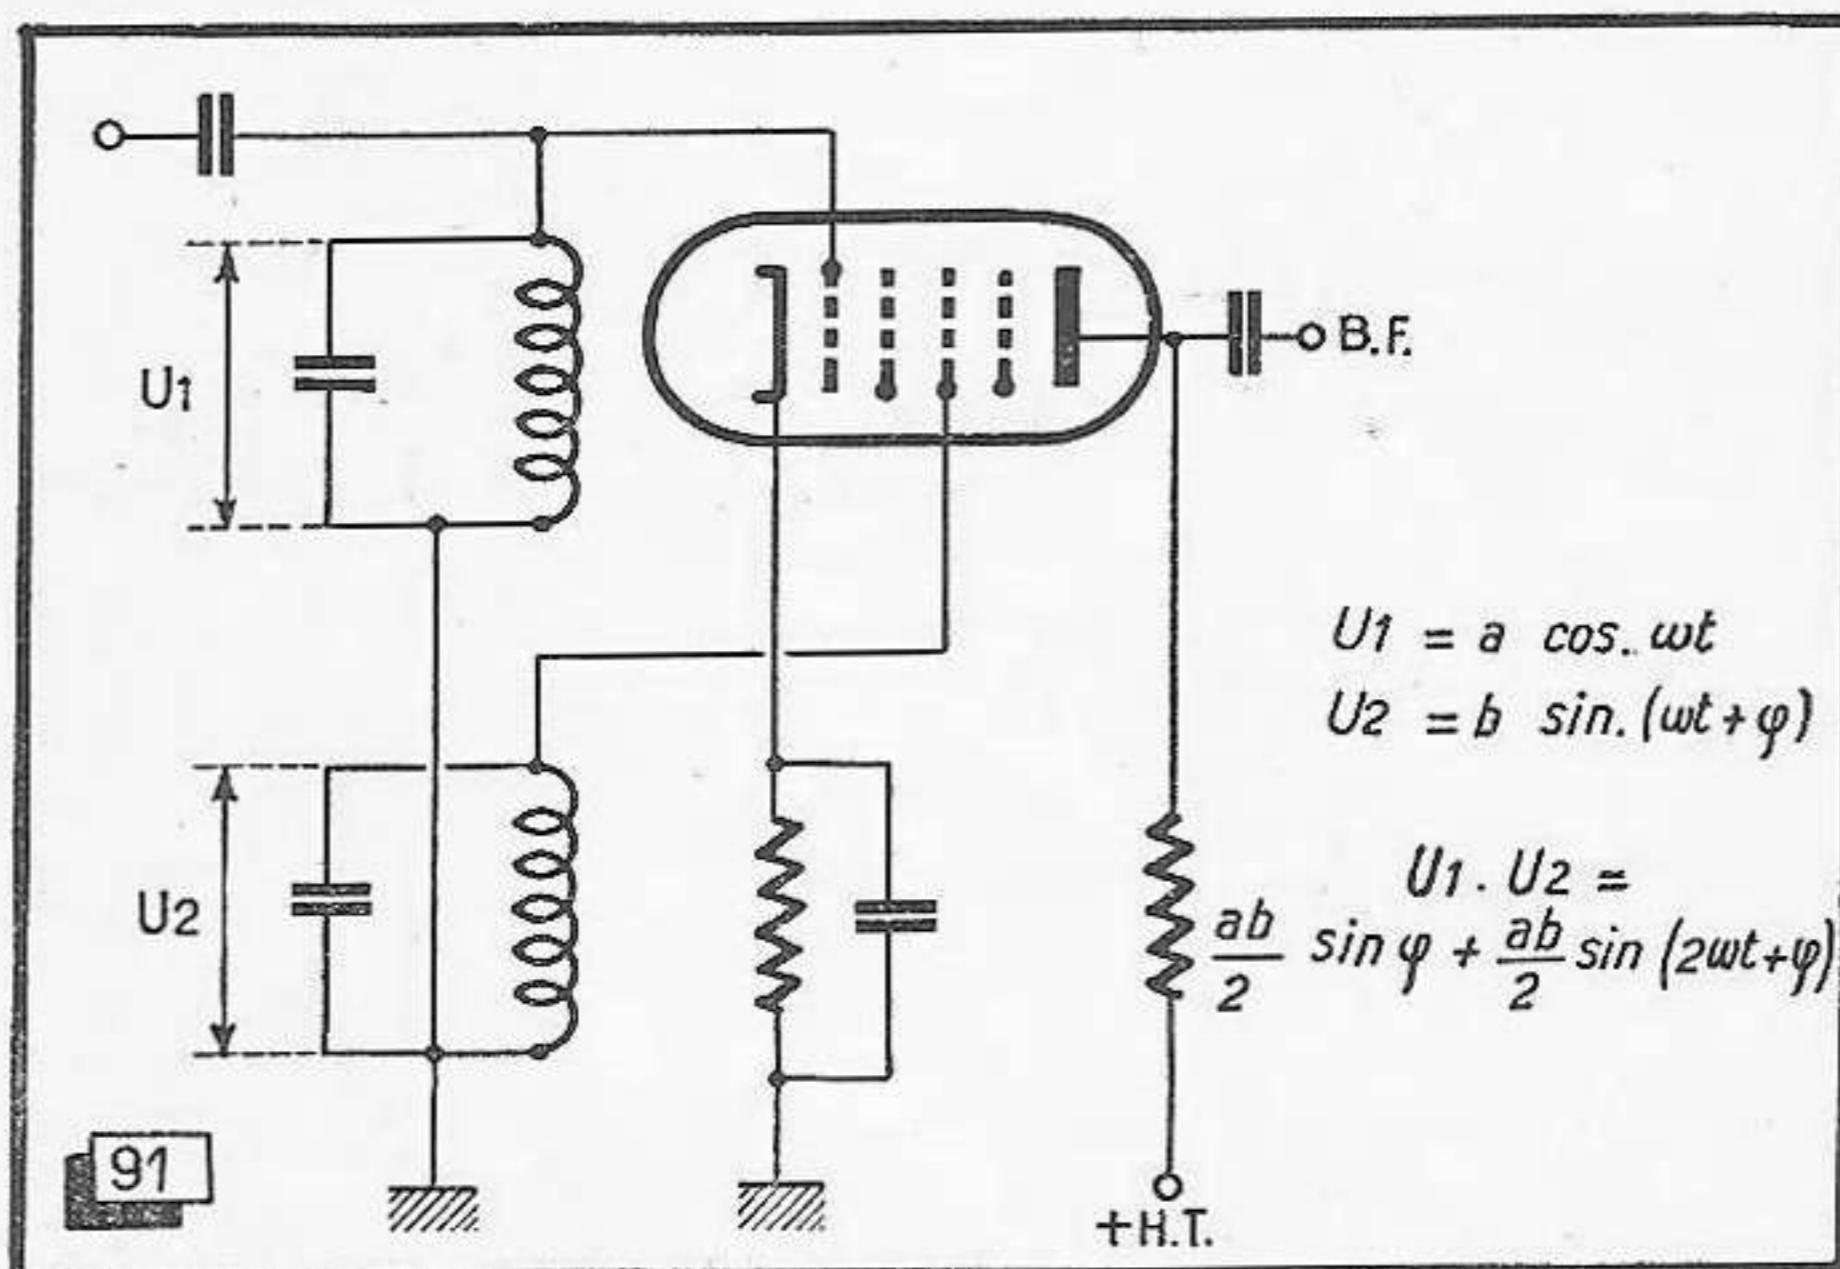 U1
B.F.
U1 = a cos. ωt
U2 = b sin. (ωt + φ)
U2
U1 . U2 =
ab/2 sin φ + ab/2 sin (2ωt+φ)
91
+H.T.